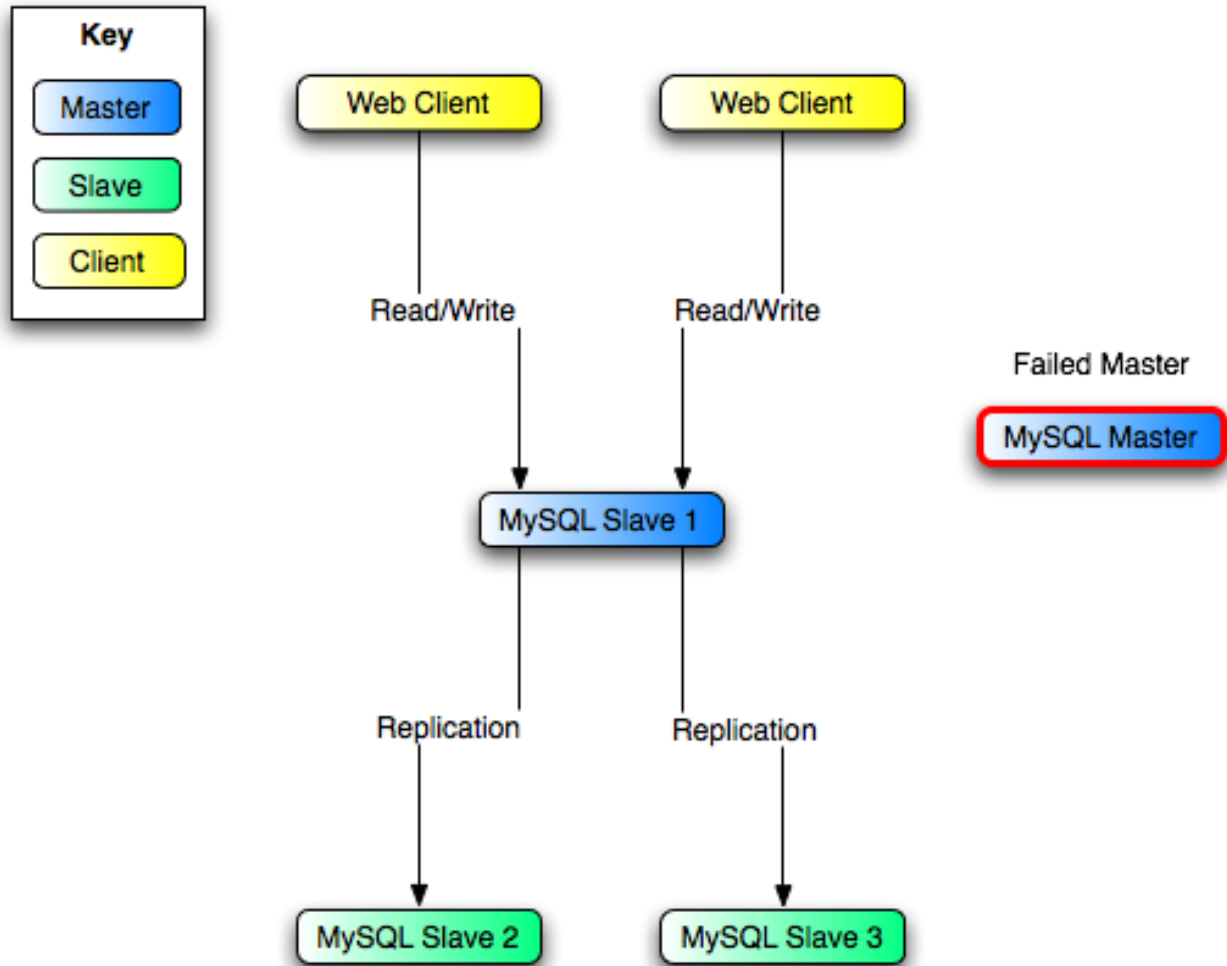 Key
Master
Slave
Client
Web Client
Web Client
Read/Write
Read/Write
Failed Master
MySQL Master
MySQL Slave 1
Replication
Replication
MySQL Slave 2
MySQL Slave 3